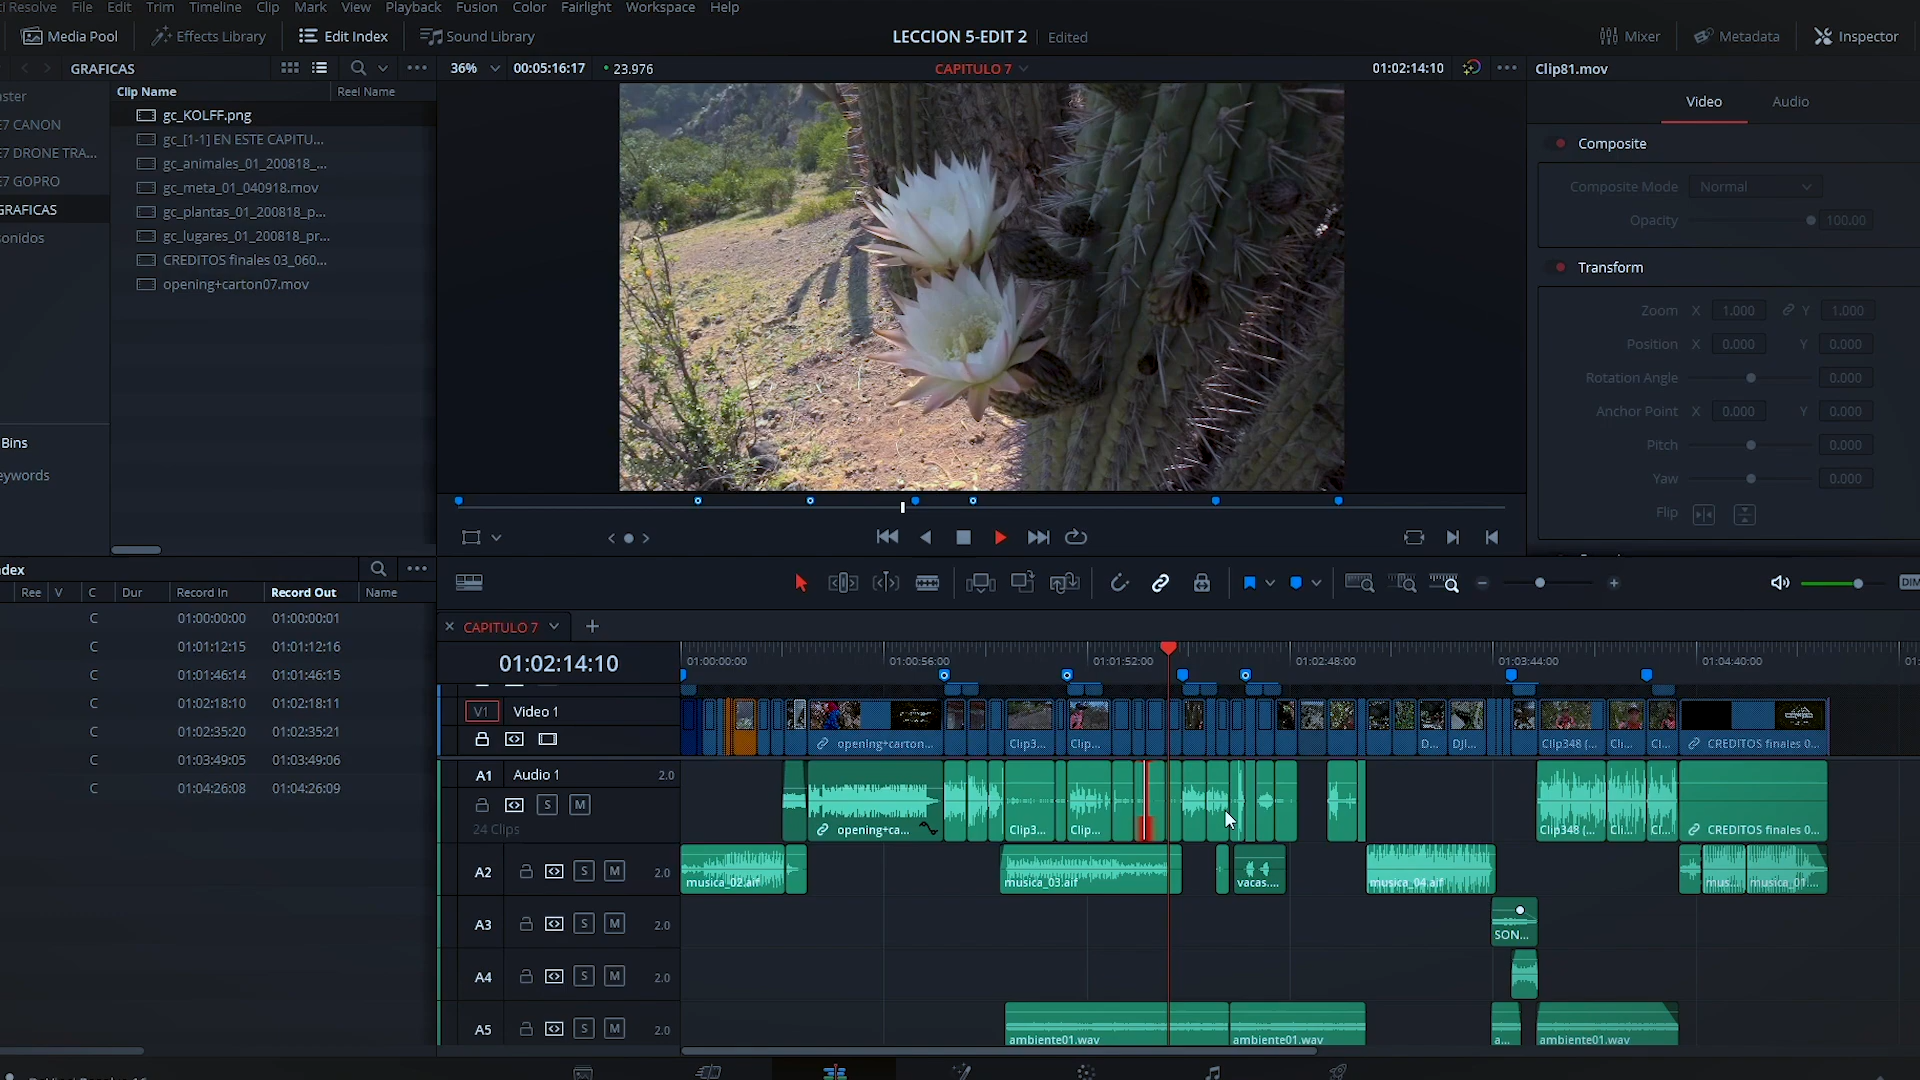 Resolve File Edit Trim Timeline Clip Mark View Playback Fusion Color Fairlight Workspace Help
Media Pool Effects Library Edit Index Sound Library LECCION 5-EDIT 2 Edited Mixer Metadata Inspector
GRAFICAS 36% 00:05:16:17 23.976 CAPITULO 7 01:02:14:10 Clip81.mov
Clip Name Reel Name
gc_KOLFF.png
gc_[1-1] EN ESTE CAPITU...
gc_animales_01_200818_...
gc_meta_01_040918.mov
gc_plantas_01_200818_p...
gc_lugares_01_200818_pr...
CREDITOS finales 03_060...
opening+carton07.mov
aster
E7 CANON
E7 DRONE TRA...
E7 GOPRO
GRAFICAS
sonidos
Bins
eywords
Video Audio
Composite
Composite Mode Normal
Opacity 100.00
Transform
Zoom X 1.000 Y 1.000
Position X 0.000 Y 0.000
Rotation Angle 0.000
Anchor Point X 0.000 Y 0.000
Pitch 0.000
Yaw 0.000
Flip
ndex
Ree V C Dur Record In Record Out Name
C 01:00:00:00 01:00:00:01
C 01:01:12:15 01:01:12:16
C 01:01:46:14 01:01:46:15
C 01:02:18:10 01:02:18:11
C 01:02:35:20 01:02:35:21
C 01:03:49:05 01:03:49:06
C 01:04:26:08 01:04:26:09
DIM
CAPITULO 7
01:02:14:10 01:00:00:00 01:00:56:00 01:01:52:00 01:02:48:00 01:03:44:00 01:04:40:00
V1 Video 1
opening+carton... Clip3... Clip... D... DJI... Clip348 (... Cli... Cl... CREDITOS finales 0...
A1 Audio 1 2.0
S M
24 Clips
opening+ca... Clip3... Clip... Clip348 (... Cli... Cl... CREDITOS finales 0...
A2 S M 2.0 musica_02.aif musica_03.aif vacas.... musica_04.aif mus... musica_01....
A3 S M 2.0 SON...
A4 S M 2.0
A5 S M 2.0 ambiente01.wav ambiente01.wav a... ambiente01.wav